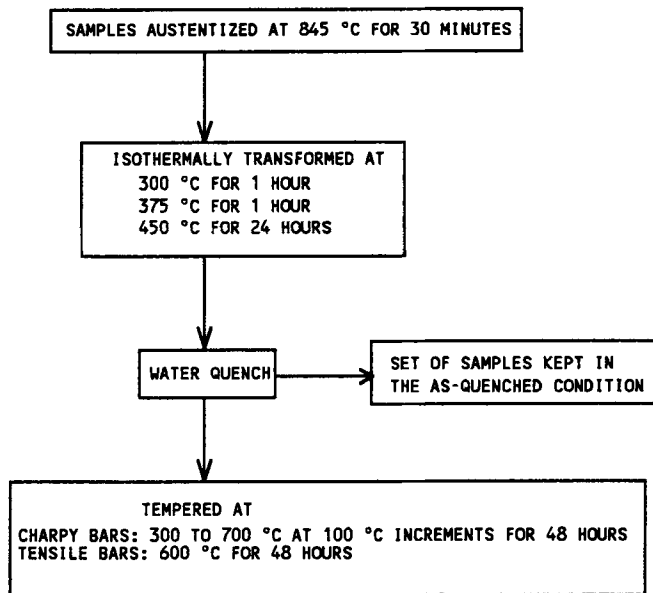 SAMPLES AUSTENTIZED AT 845 °C FOR 30 MINUTES
ISOTHERMALLY TRANSFORMED AT
300 °C FOR 1 HOUR
375 °C FOR 1 HOUR
450 °C FOR 24 HOURS
WATER QUENCH
SET OF SAMPLES KEPT IN
THE AS-QUENCHED CONDITION
TEMPERED AT
CHARPY BARS: 300 TO 700 °C AT 100 °C INCREMENTS FOR 48 HOURS
TENSILE BARS: 600 °C FOR 48 HOURS